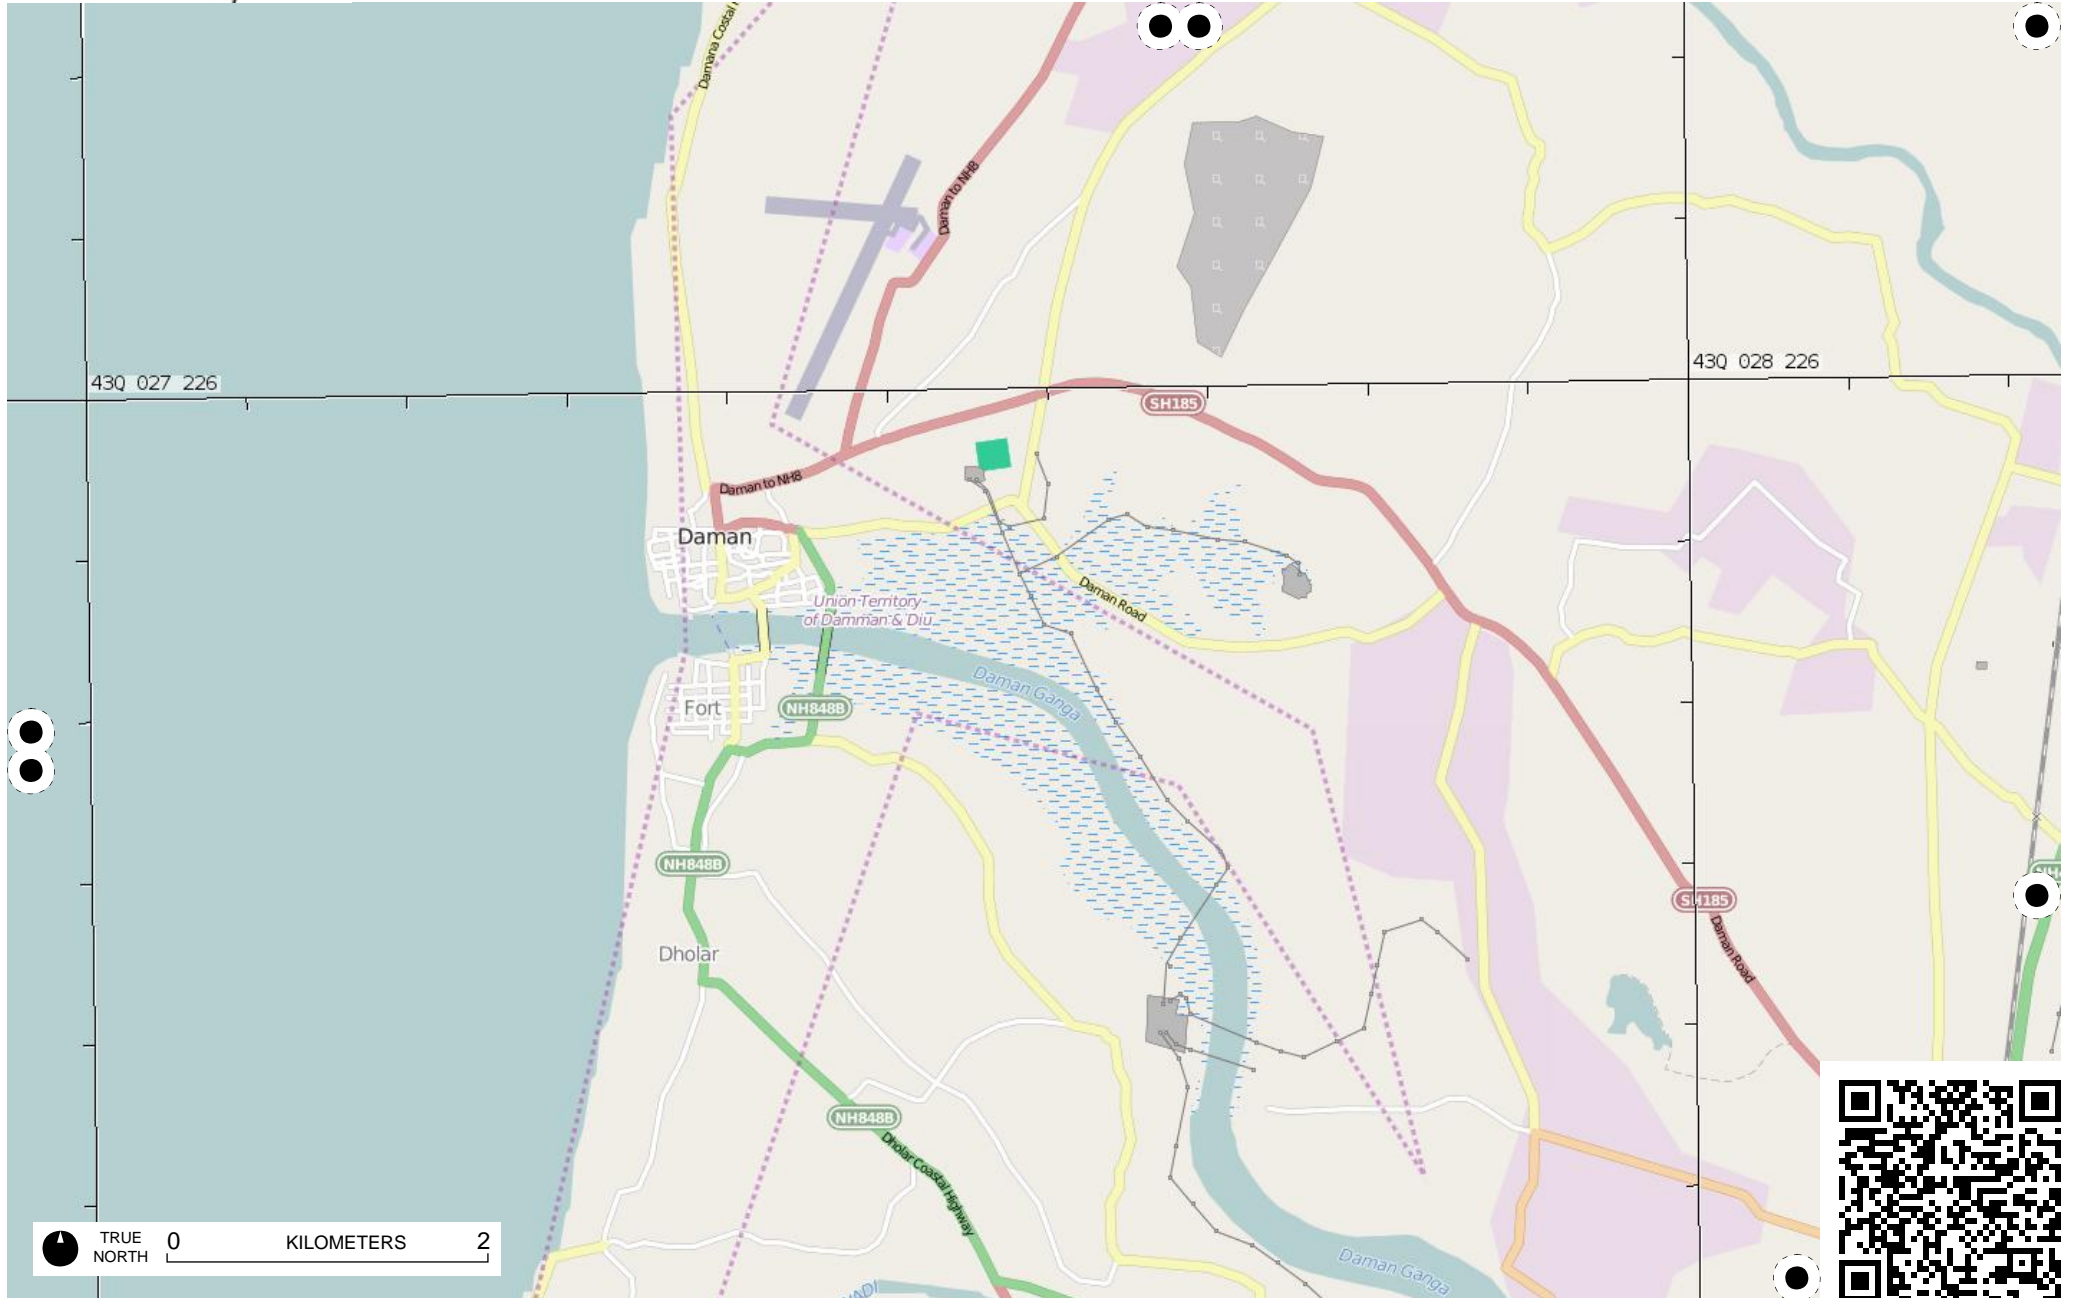 Damana Costal
Daman to NH8
43Q 027 226
43Q 028 226
SH185
Daman to NH8
Daman
Union Territory
of Damman & Diu
Daman Road
Daman Ganga
Fort
NH848B
NH848B
SH185
Daman Road
Dholar
NH848B
Dholar Coastal Highway
Daman Ganga
TRUE
NORTH
0 KILOMETERS 2